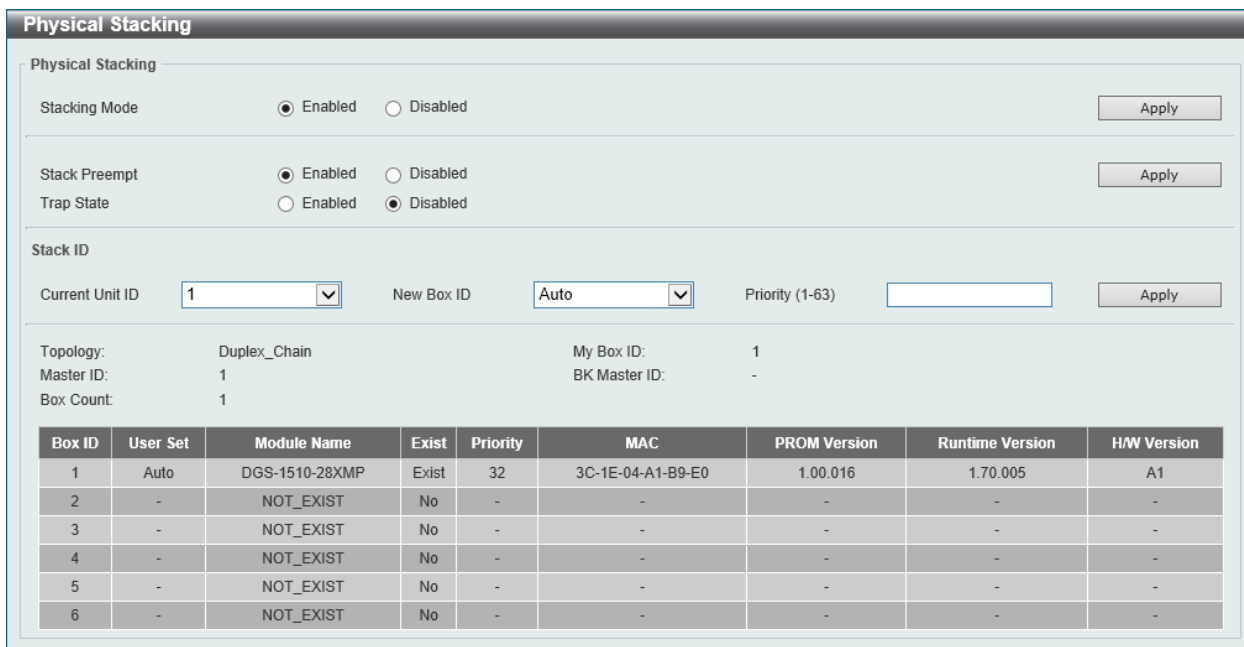 Physical Stacking
Physical Stacking
Stacking Mode Enabled Disabled Apply
Stack Preempt Enabled Disabled Apply
Trap State Enabled Disabled
Stack ID
Current Unit ID 1 New Box ID Auto Priority (1-63) Apply
Topology: Duplex_Chain My Box ID: 1
Master ID: 1 BK Master ID: -
Box Count: 1
Box ID User Set Module Name Exist Priority MAC PROM Version Runtime Version H/W Version
1 Auto DGS-1510-28XMP Exist 32 3C-1E-04-A1-B9-E0 1.00.016 1.70.005 A1
2 - NOT_EXIST No - - - - -
3 - NOT_EXIST No - - - - -
4 - NOT_EXIST No - - - - -
5 - NOT_EXIST No - - - - -
6 - NOT_EXIST No - - - - -